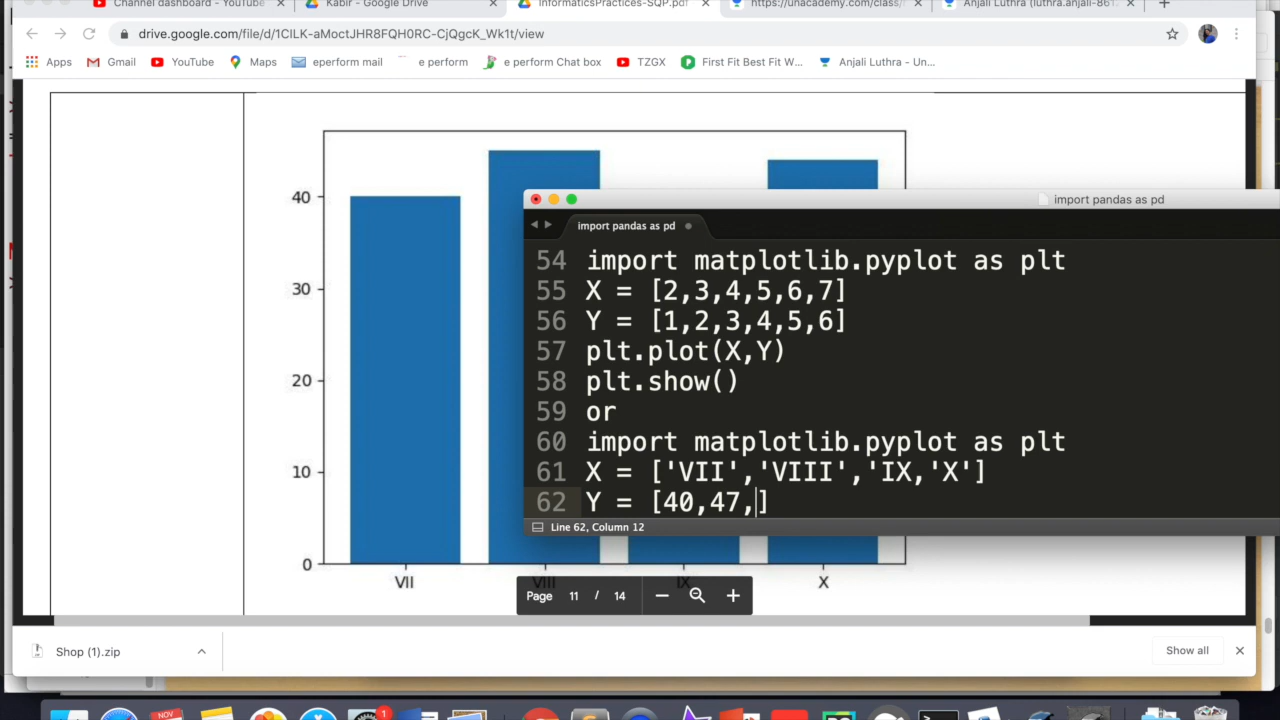 Channel dashboard - YouTube
Kabir - Google Drive
InformaticsPractices-SQP.pdf
https://unacademy.com/class/
Anjali Luthra (luthra.anjali-861
drive.google.com/file/d/1CILK-aMoctJHR8FQH0RC-CjQgcK_Wk1t/view
Apps Gmail YouTube Maps eperform mail e perform e perform Chat box TZGX First Fit Best Fit W... Anjali Luthra - Un...
40
30
20
10
0
VII VIII IX X
import pandas as pd
import pandas as pd
54 import matplotlib.pyplot as plt
55 X = [2,3,4,5,6,7]
56 Y = [1,2,3,4,5,6]
57 plt.plot(X,Y)
58 plt.show()
59 or
60 import matplotlib.pyplot as plt
61 X = ['VII','VIII','IX,'X']
62 Y = [40,47,]
Line 62, Column 12
Page 11 / 14
Shop (1).zip
Show all
NOV
1